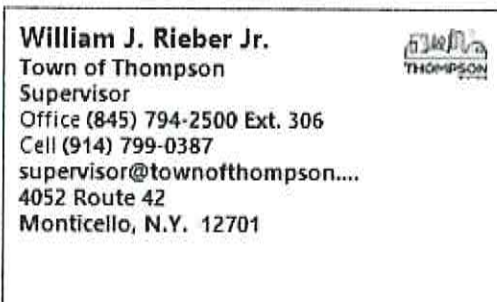 William J. Rieber Jr.
Town of Thompson
Supervisor
Office (845) 794-2500 Ext. 306
Cell (914) 799-0387
supervisor@townofthompson....
4052 Route 42
Monticello, N.Y. 12701
THOMPSON